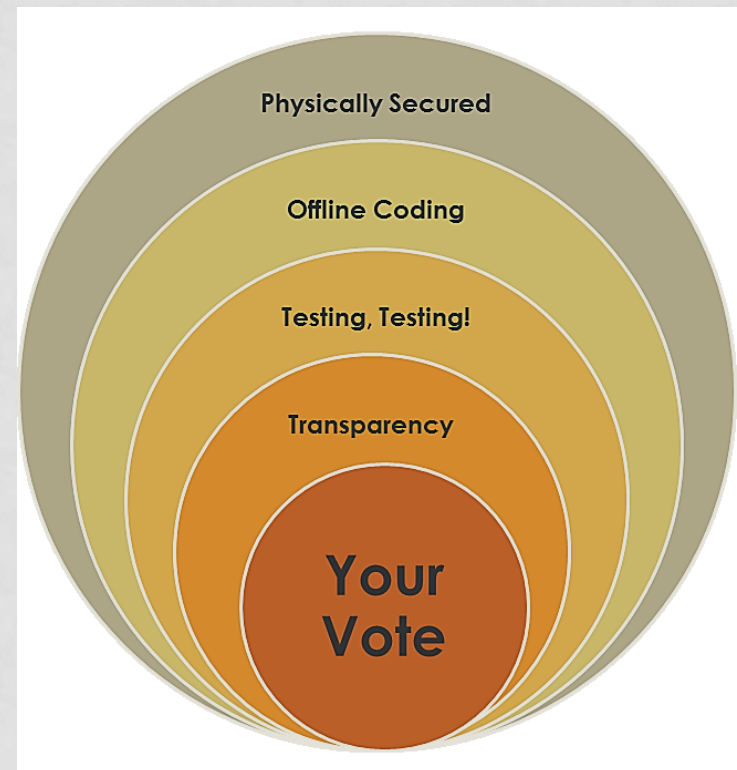 Physically Secured
Offline Coding
Testing, Testing!
Transparency
Your
Vote